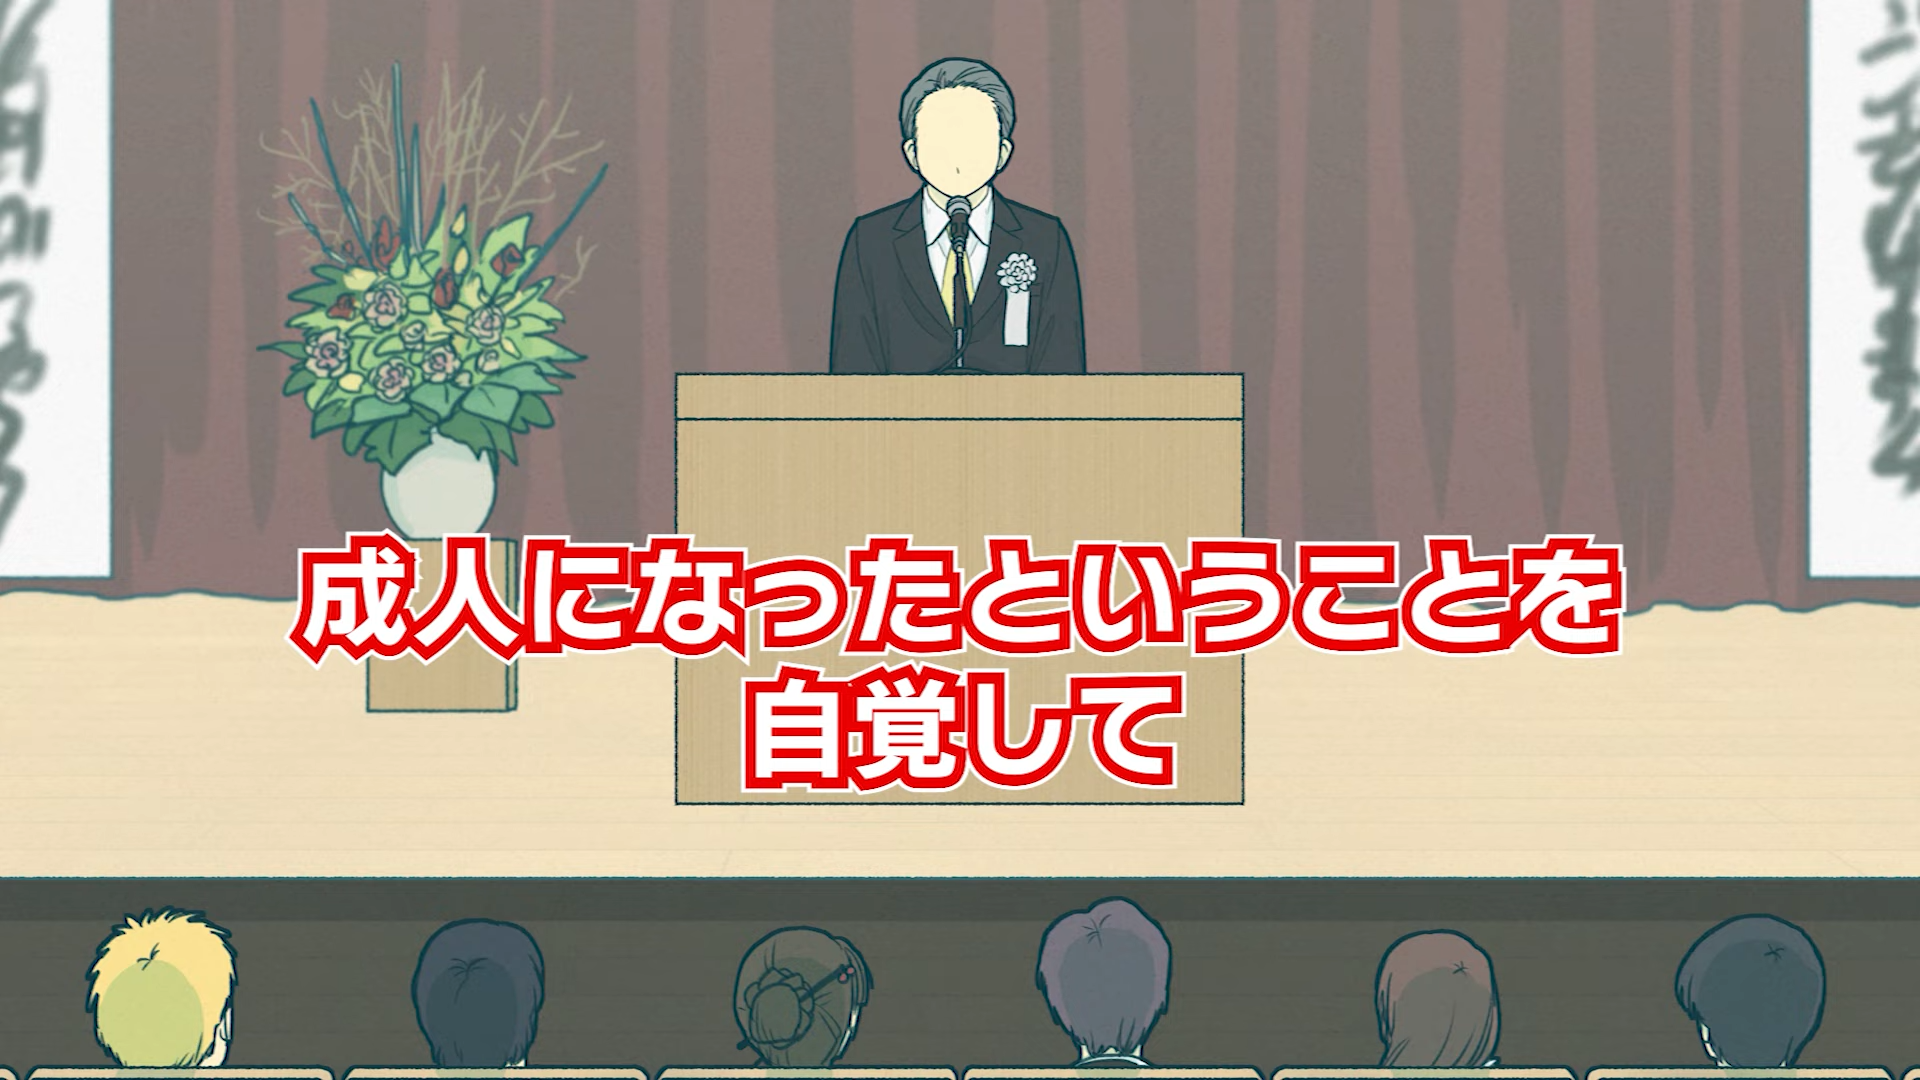 成人になったということを
自覚して